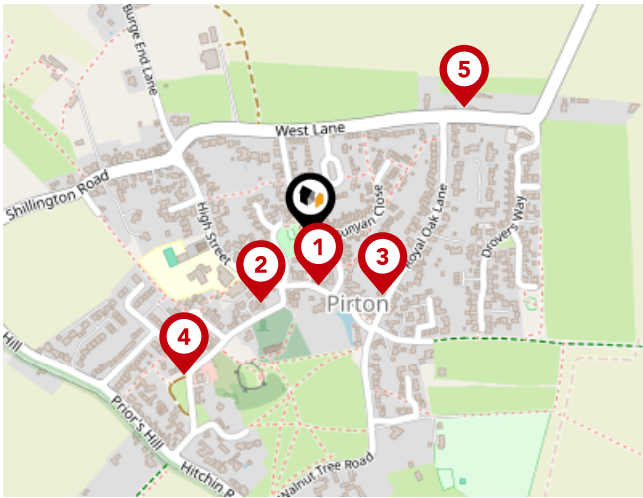 Burge End Lane
5
West Lane
Shillington Road
Close
Bunyan
High Street
Royal Oak Lane
Drovers Way
1
2
3
Pirton
4
Hill
Prior's Hill
Hitchin R
Walnut Tree Road